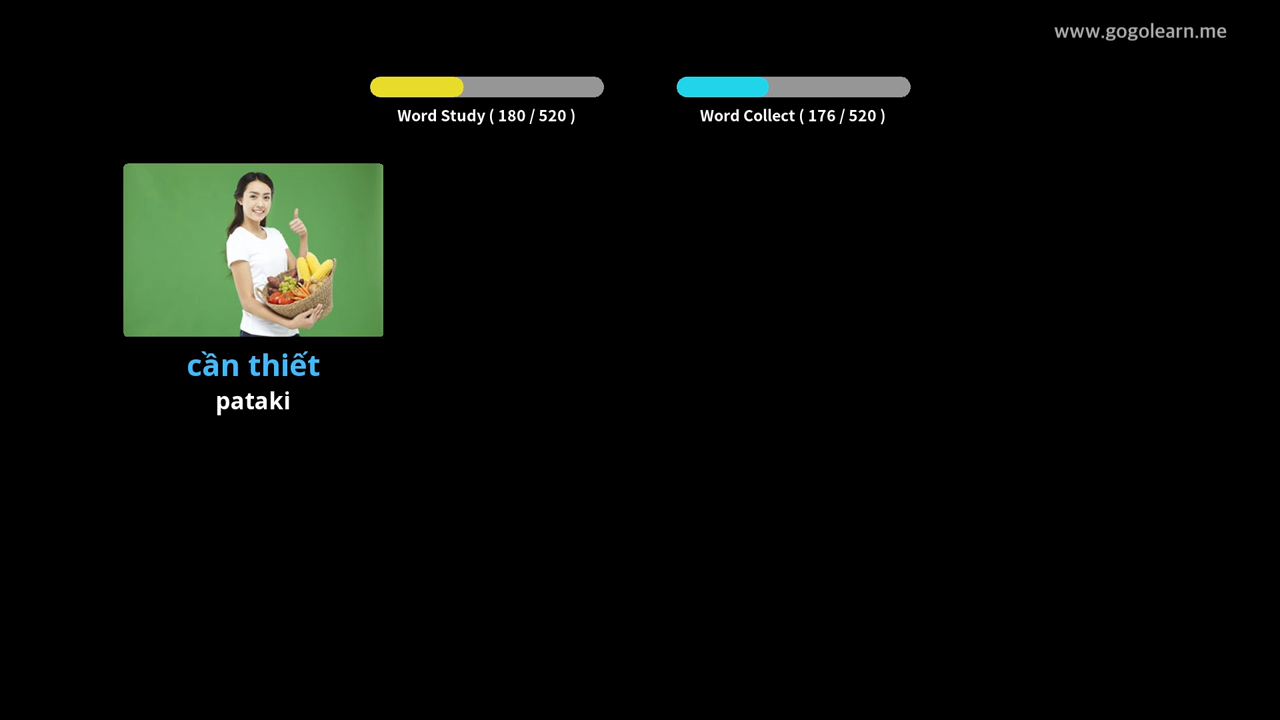 www.gogolearn.me
Word Study ( 180 / 520 )
Word Collect ( 176 / 520 )
cần thiết
pataki